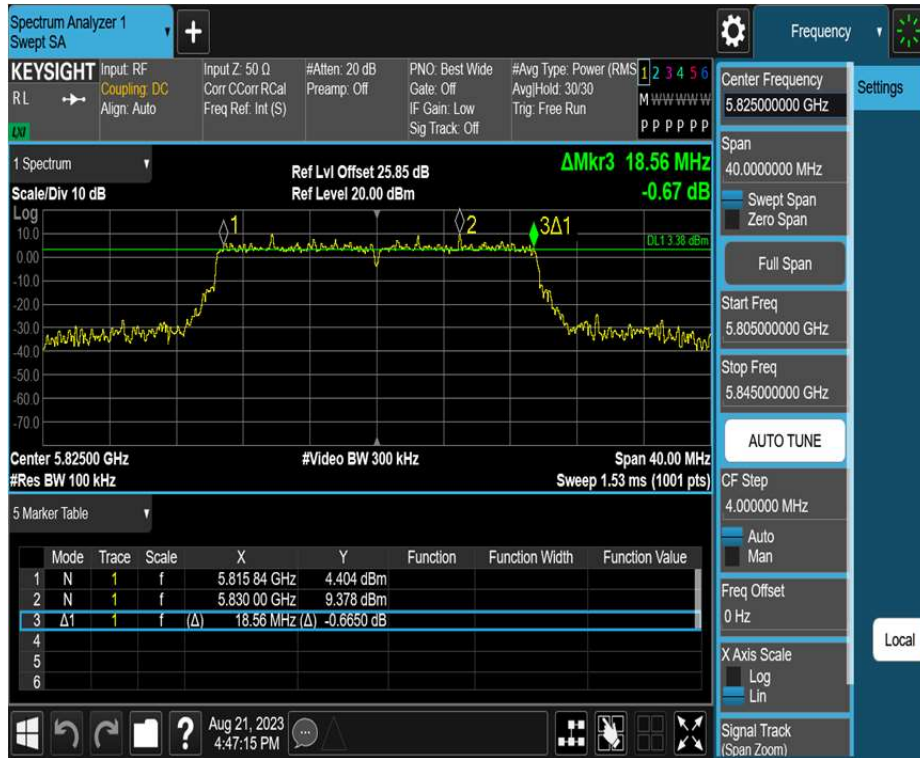 Spectrum Analyzer 1
Swept SA
Frequency
KEYSIGHT
RL
LXI
Input: RF
Coupling: DC
Align: Auto
Input Z: 50 Ω
Corr CCorr RCal
Freq Ref: Int (S)
#Atten: 20 dB
Preamp: Off
PNO: Best Wide
Gate: Off
IF Gain: Low
Sig Track: Off
#Avg Type: Power (RMS
Avg|Hold: 30/30
Trig: Free Run
1 2 3 4 5 6
M W W W W W
P P P P P P
1 Spectrum
Scale/Div 10 dB
Ref Lvl Offset 25.85 dB
Ref Level 20.00 dBm
ΔMkr3 18.56 MHz
-0.67 dB
Log
10.0
0.00
-10.0
-20.0
-30.0
-40.0
-50.0
-60.0
-70.0
1
2
3Δ1
DL1 3.38 dBm
Center 5.82500 GHz
#Res BW 100 kHz
#Video BW 300 kHz
Span 40.00 MHz
Sweep 1.53 ms (1001 pts)
5 Marker Table
Mode Trace Scale X Y Function Function Width Function Value
1 N 1 f 5.815 84 GHz 4.404 dBm
2 N 1 f 5.830 00 GHz 9.378 dBm
3 Δ1 1 f (Δ) 18.56 MHz (Δ) -0.6650 dB
4
5
6
?
Aug 21, 2023
4:47:15 PM
Center Frequency
5.825000000 GHz
Settings
Span
40.0000000 MHz
Swept Span
Zero Span
Full Span
Start Freq
5.805000000 GHz
Stop Freq
5.845000000 GHz
AUTO TUNE
CF Step
4.000000 MHz
Auto
Man
Freq Offset
0 Hz
Local
X Axis Scale
Log
Lin
Signal Track
(Span Zoom)